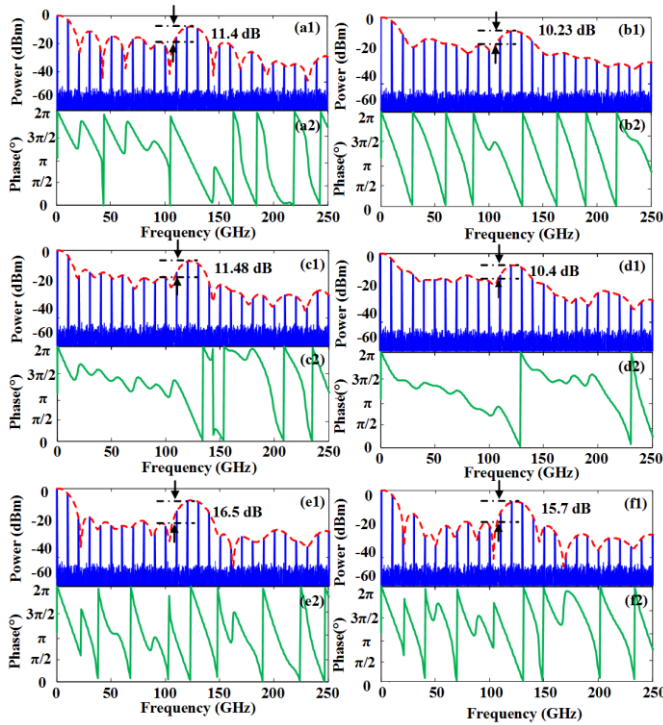 0 (a1) 0 (b1)
Power (dBm) -20 11.4 dB Power (dBm) -20 10.23 dB
-40 -40
-60 -60
2π (a2) 2π (b2)
Phase(°) 3π/2 Phase(°) 3π/2
π π
π/2 π/2
0 0
0 50 100 150 200 250 0 50 100 150 200 250
Frequency (GHz) Frequency (GHz)
0 (c1) 0 (d1)
Power (dBm) -20 11.48 dB Power (dBm) -20 10.4 dB
-40 -40
-60 -60
2π (c2) 2π (d2)
Phase(°) 3π/2 Phase(°) 3π/2
π π
π/2 π/2
0 0
0 50 100 150 200 250 0 50 100 150 200 250
Frequency (GHz) Frequency (GHz)
0 (e1) 0 (f1)
Power (dBm) -20 16.5 dB Power (dBm) -20 15.7 dB
-40 -40
-60 -60
2π (e2) 2π (f2)
Phase(°) 3π/2 Phase(°) 3π/2
π π
π/2 π/2
0 0
0 50 100 150 200 250 0 50 100 150 200 250
Frequency (GHz) Frequency (GHz)